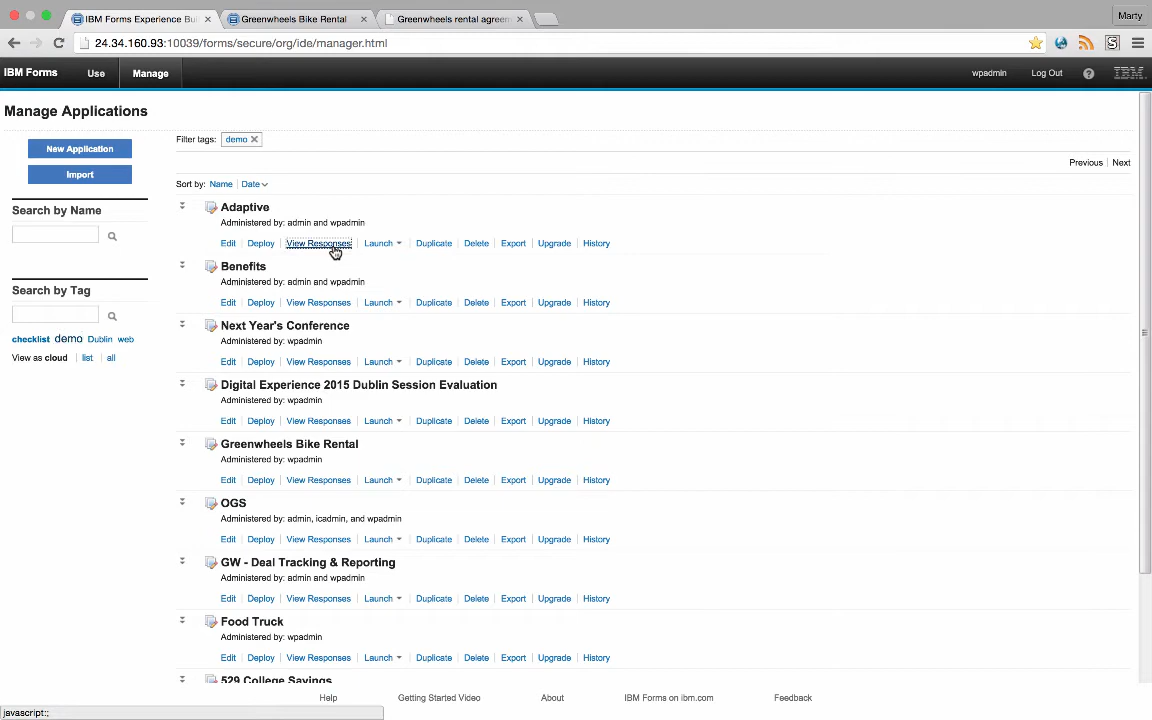 IBM Forms Experience Bui
Greenwheels Bike Rental
Greenwheels rental agreem
Marty
24.34.160.93:10039/forms/secure/org/ide/manager.html
IBM Forms Use Manage wpadmin Log Out ? IBM
Manage Applications
New Application
Import
Search by Name
Search by Tag
checklist demo Dublin web
View as cloud | list | all
Filter tags: demo
Previous | Next
Sort by: Name | Date
Adaptive
Administered by: admin and wpadmin
Edit | Deploy | View Responses | Launch | Duplicate | Delete | Export | Upgrade | History
Benefits
Administered by: admin and wpadmin
Edit | Deploy | View Responses | Launch | Duplicate | Delete | Export | Upgrade | History
Next Year's Conference
Administered by: wpadmin
Edit | Deploy | View Responses | Launch | Duplicate | Delete | Export | Upgrade | History
Digital Experience 2015 Dublin Session Evaluation
Administered by: wpadmin
Edit | Deploy | View Responses | Launch | Duplicate | Delete | Export | Upgrade | History
Greenwheels Bike Rental
Administered by: wpadmin
Edit | Deploy | View Responses | Launch | Duplicate | Delete | Export | Upgrade | History
OGS
Administered by: admin, icadmin, and wpadmin
Edit | Deploy | View Responses | Launch | Duplicate | Delete | Export | Upgrade | History
GW - Deal Tracking & Reporting
Administered by: admin and wpadmin
Edit | Deploy | View Responses | Launch | Duplicate | Delete | Export | Upgrade | History
Food Truck
Administered by: wpadmin
Edit | Deploy | View Responses | Launch | Duplicate | Delete | Export | Upgrade | History
529 College Savings
Help Getting Started Video About IBM Forms on ibm.com Feedback
javascript:;